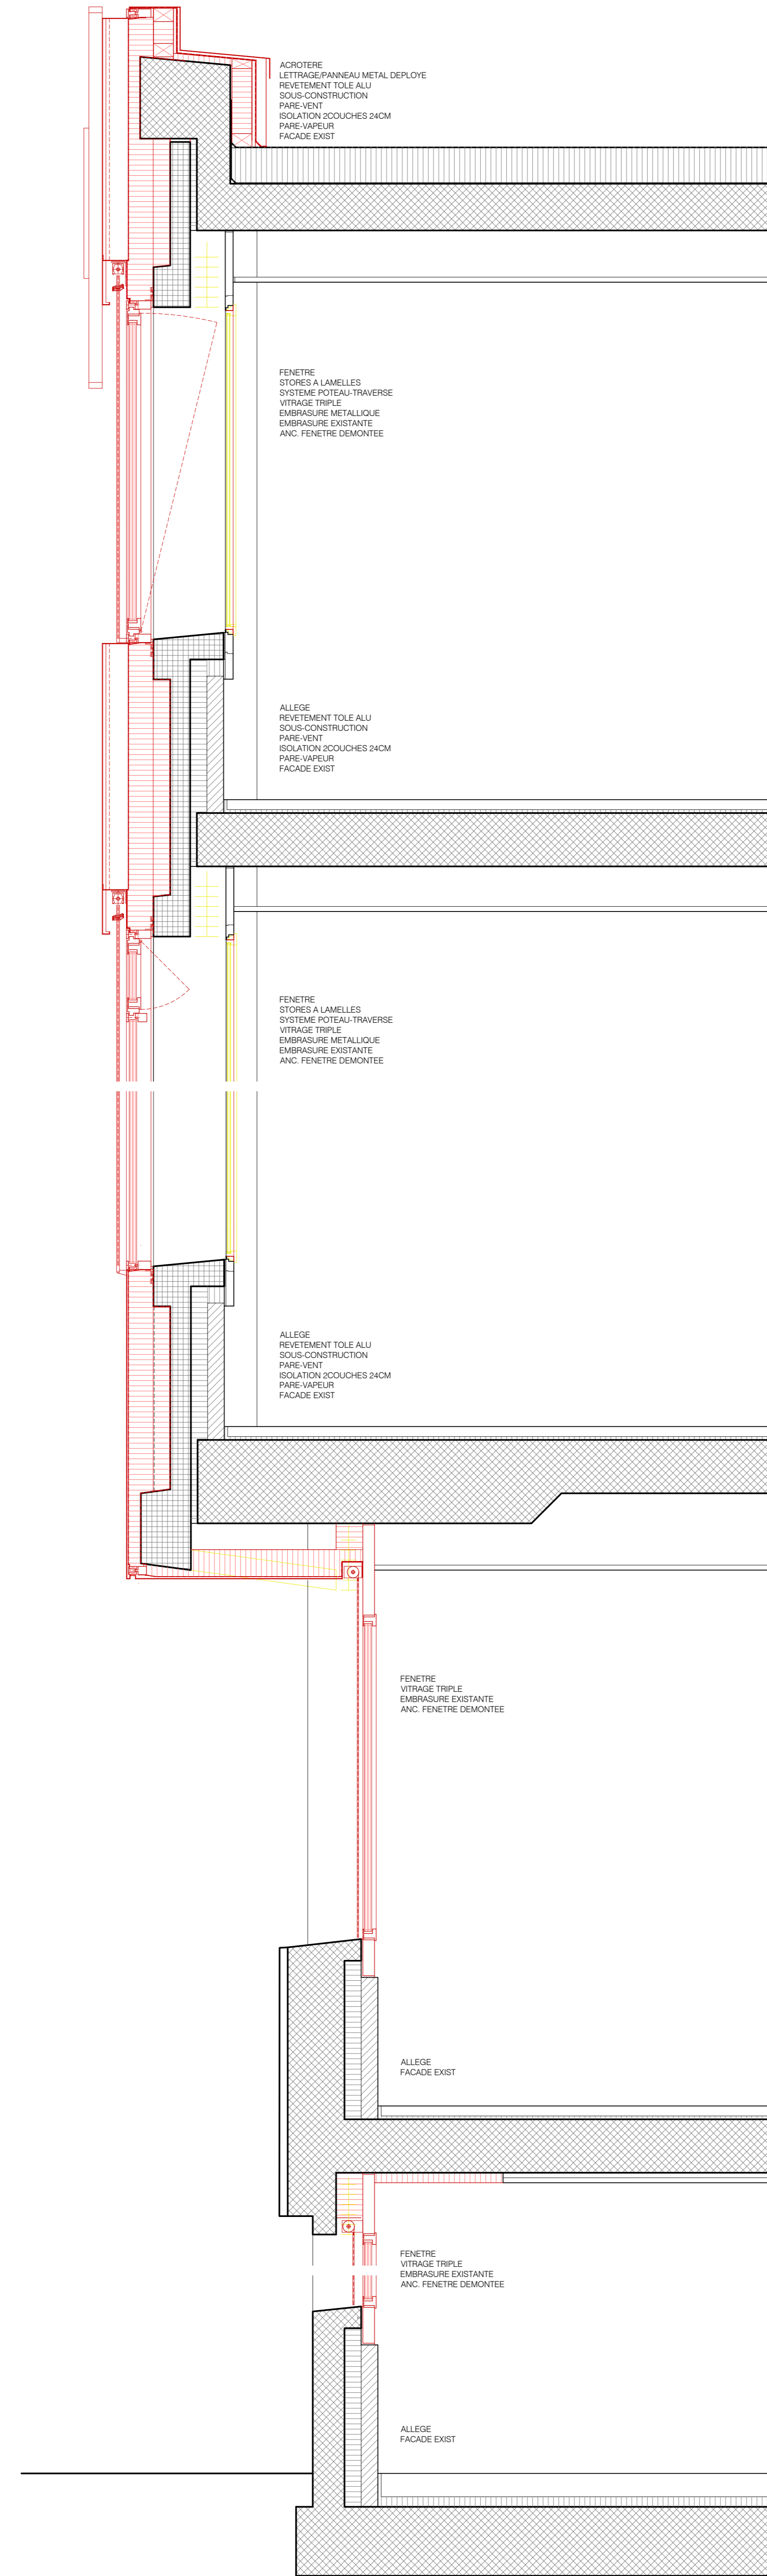 ACROTERE
LETTRAGE/PANNEAU METAL DEPLOYE
REVETEMENT TOLE ALU
SOUS-CONSTRUCTION
PARE-VENT
ISOLATION 2COUCHES 24CM
PARE-VAPEUR
FACADE EXIST
FENETRE
STORES A LAMELLES
SYSTEME POTEAU-TRAVERSE
VITRAGE TRIPLE
EMBRASURE METALLIQUE
EMBRASURE EXISTANTE
ANC. FENETRE DEMONTEE
ALLEGE
REVETEMENT TOLE ALU
SOUS-CONSTRUCTION
PARE-VENT
ISOLATION 2COUCHES 24CM
PARE-VAPEUR
FACADE EXIST
FENETRE
STORES A LAMELLES
SYSTEME POTEAU-TRAVERSE
VITRAGE TRIPLE
EMBRASURE METALLIQUE
EMBRASURE EXISTANTE
ANC. FENETRE DEMONTEE
ALLEGE
REVETEMENT TOLE ALU
SOUS-CONSTRUCTION
PARE-VENT
ISOLATION 2COUCHES 24CM
PARE-VAPEUR
FACADE EXIST
FENETRE
VITRAGE TRIPLE
EMBRASURE EXISTANTE
ANC. FENETRE DEMONTEE
ALLEGE
FACADE EXIST
FENETRE
VITRAGE TRIPLE
EMBRASURE EXISTANTE
ANC. FENETRE DEMONTEE
ALLEGE
FACADE EXIST